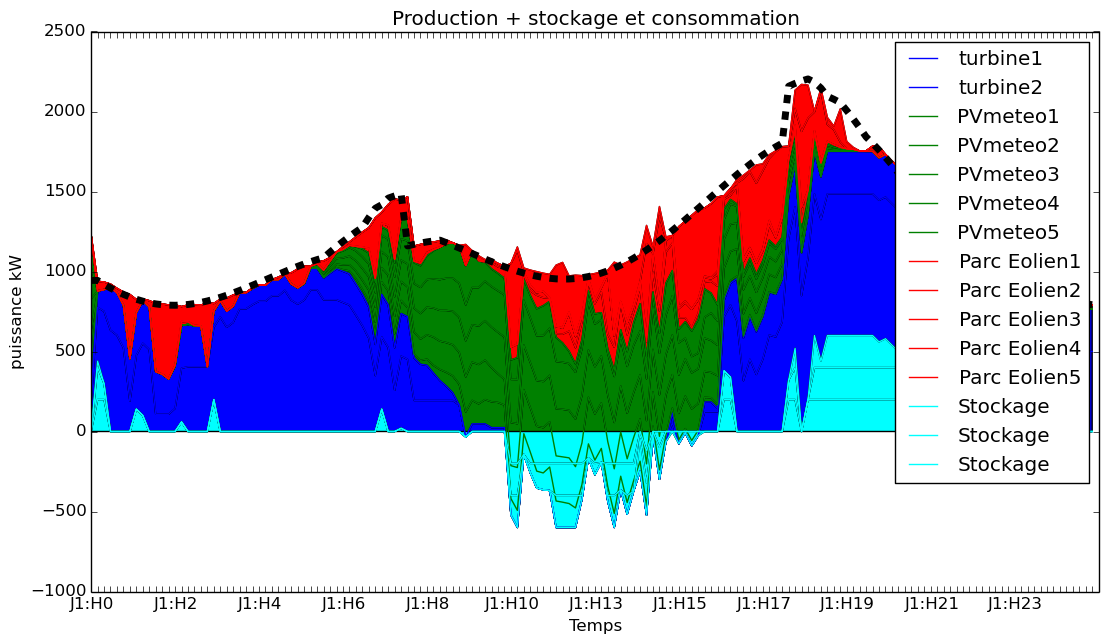 Production + stockage et consommation
2500
2000
1500
1000
500
0
−500
−1000
puissance kW
turbine1
turbine2
PVmeteo1
PVmeteo2
PVmeteo3
PVmeteo4
PVmeteo5
Parc Eolien1
Parc Eolien2
Parc Eolien3
Parc Eolien4
Parc Eolien5
Stockage
Stockage
Stockage
J1:H0 J1:H2 J1:H4 J1:H6 J1:H8 J1:H10 J1:H13 J1:H15 J1:H17 J1:H19 J1:H21 J1:H23
Temps